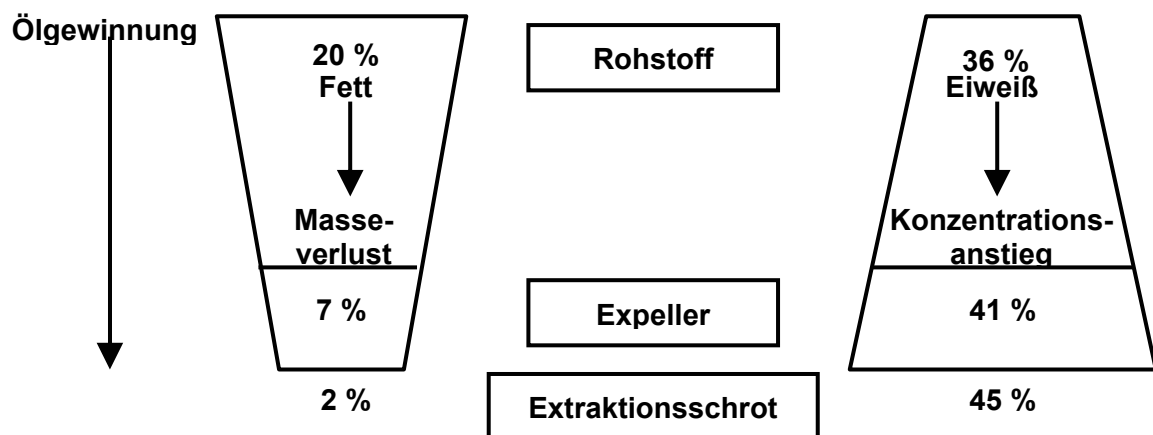 Ölgewinnung
20 %
Fett
Masse-
verlust
7 %
2 %
Rohstoff
Expeller
Extraktionsschrot
36 %
Eiweiß
Konzentrations-
anstieg
41 %
45 %